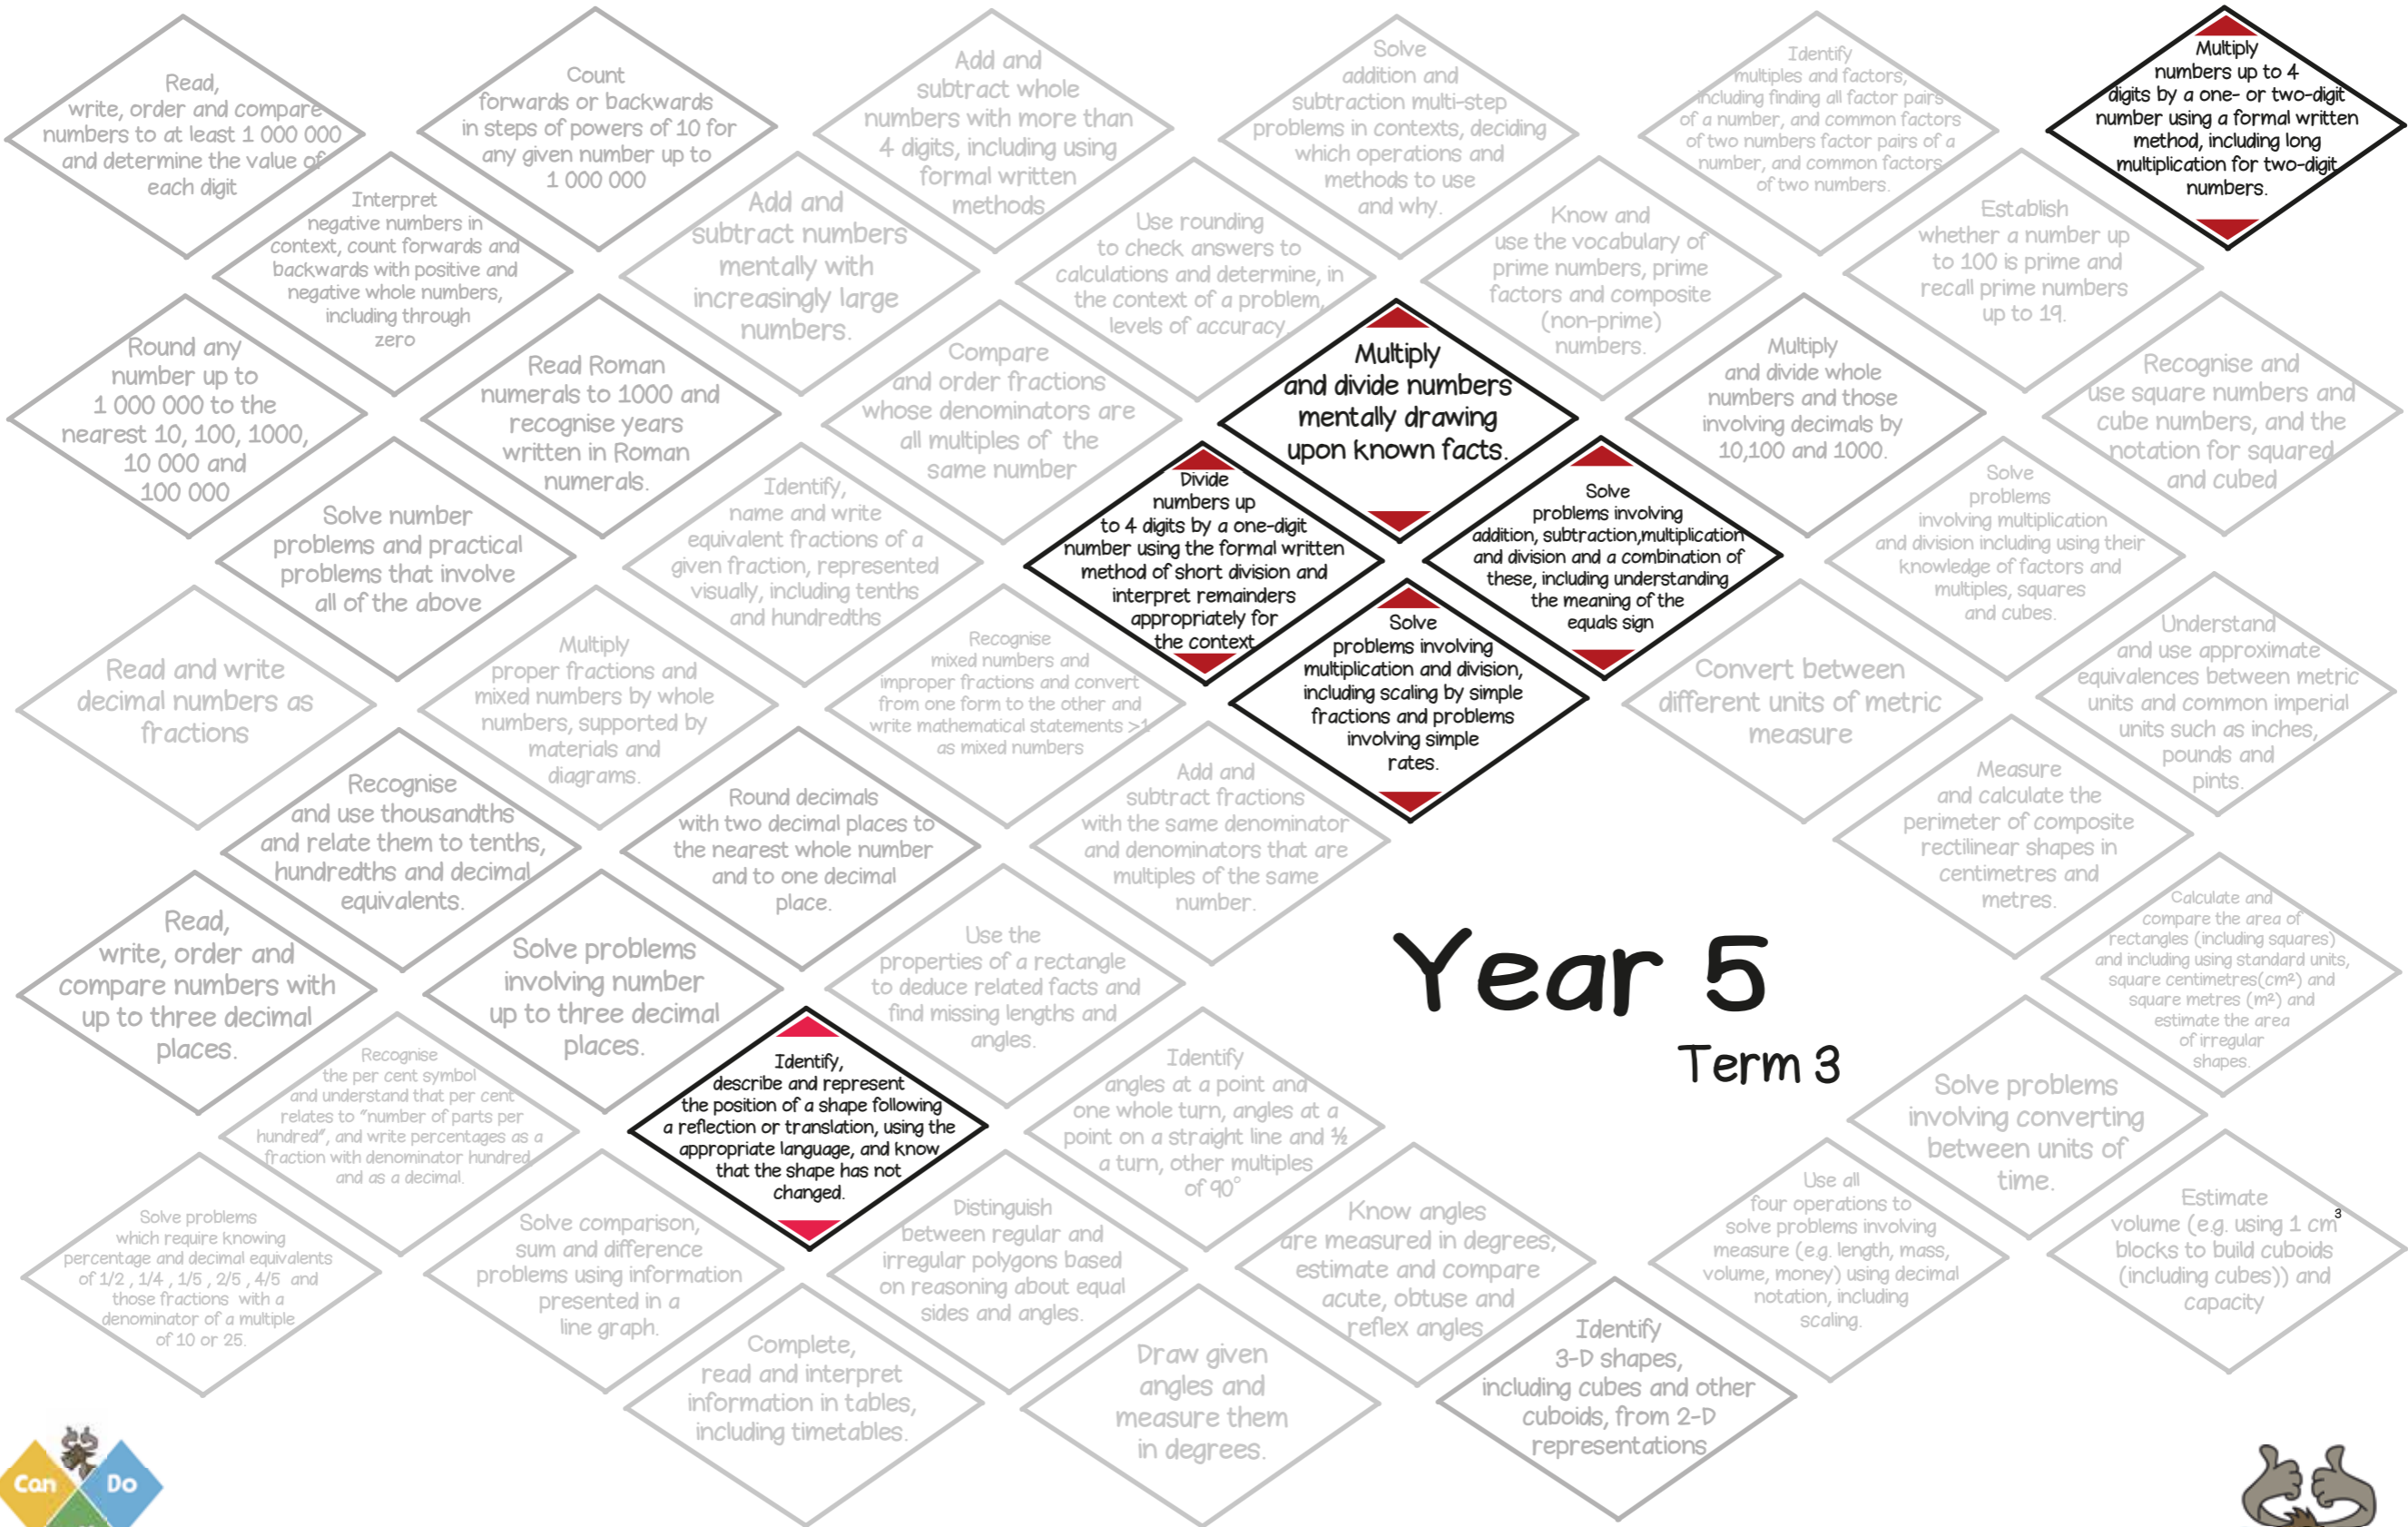 Read,
write, order and compare
numbers to at least 1 000 000
and determine the value of
each digit
Count
forwards or backwards
in steps of powers of 10 for
any given number up to
1 000 000
Add and
subtract whole
numbers with more than
4 digits, including using
formal written
methods
Solve
addition and
subtraction multi-step
problems in contexts, deciding
which operations and
methods to use
and why.
Identify
multiples and factors,
including finding all factor pairs
of a number, and common factors
of two numbers factor pairs of a
number, and common factors
of two numbers.
Multiply
numbers up to 4
digits by a one- or two-digit
number using a formal written
method, including long
multiplication for two-digit
numbers.
Interpret
negative numbers in
context, count forwards and
backwards with positive and
negative whole numbers,
including through
zero
Add and
subtract numbers
mentally with
increasingly large
numbers.
Use rounding
to check answers to
calculations and determine, in
the context of a problem,
levels of accuracy
Know and
use the vocabulary of
prime numbers, prime
factors and composite
(non-prime)
numbers.
Establish
whether a number up
to 100 is prime and
recall prime numbers
up to 19.
Round any
number up to
1 000 000 to the
nearest 10, 100, 1000,
10 000 and
100 000
Read Roman
numerals to 1000 and
recognise years
written in Roman
numerals.
Compare
and order fractions
whose denominators are
all multiples of the
same number
Multiply
and divide numbers
mentally drawing
upon known facts.
Multiply
and divide whole
numbers and those
involving decimals by
10,100 and 1000.
Recognise and
use square numbers and
cube numbers, and the
notation for squared
and cubed
Solve number
problems and practical
problems that involve
all of the above
Identify,
name and write
equivalent fractions of a
given fraction, represented
visually, including tenths
and hundredths
Divide
numbers up
to 4 digits by a one-digit
number using the formal written
method of short division and
interpret remainders
appropriately for
the context
Solve
problems involving
addition, subtraction,multiplication
and division and a combination of
these, including understanding
the meaning of the
equals sign
Solve
problems
involving multiplication
and division including using their
knowledge of factors and
multiples, squares
and cubes.
Read and write
decimal numbers as
fractions
Multiply
proper fractions and
mixed numbers by whole
numbers, supported by
materials and
diagrams.
Recognise
mixed numbers and
improper fractions and convert
from one form to the other and
write mathematical statements >1
as mixed numbers
Solve
problems involving
multiplication and division,
including scaling by simple
fractions and problems
involving simple
rates.
Convert between
different units of metric
measure
Understand
and use approximate
equivalences between metric
units and common imperial
units such as inches,
pounds and
pints.
Recognise
and use thousandths
and relate them to tenths,
hundredths and decimal
equivalents.
Round decimals
with two decimal places to
the nearest whole number
and to one decimal
place.
Add and
subtract fractions
with the same denominator
and denominators that are
multiples of the same
number.
Measure
and calculate the
perimeter of composite
rectilinear shapes in
centimetres and
metres.
Read,
write, order and
compare numbers with
up to three decimal
places.
Solve problems
involving number
up to three decimal
places.
Use the
properties of a rectangle
to deduce related facts and
find missing lengths and
angles.
Year 5
Term 3
Calculate and
compare the area of
rectangles (including squares)
and including using standard units,
square centimetres(cm²) and
square metres (m²) and
estimate the area
of irregular
shapes.
Recognise
the per cent symbol
and understand that per cent
relates to "number of parts per
hundred", and write percentages as a
fraction with denominator hundred
and as a decimal.
Identify,
describe and represent
the position of a shape following
a reflection or translation, using the
appropriate language, and know
that the shape has not
changed.
Identify
angles at a point and
one whole turn, angles at a
point on a straight line and ½
a turn, other multiples
of 90°
Solve problems
involving converting
between units of
time.
Solve problems
which require knowing
percentage and decimal equivalents
of 1/2 , 1/4 , 1/5 , 2/5 , 4/5 and
those fractions with a
denominator of a multiple
of 10 or 25.
Solve comparison,
sum and difference
problems using information
presented in a
line graph.
Distinguish
between regular and
irregular polygons based
on reasoning about equal
sides and angles.
Know angles
are measured in degrees,
estimate and compare
acute, obtuse and
reflex angles
Use all
four operations to
solve problems involving
measure (e.g. length, mass,
volume, money) using decimal
notation, including
scaling.
Estimate
volume (e.g. using 1 cm³
blocks to build cuboids
(including cubes)) and
capacity
Complete,
read and interpret
information in tables,
including timetables.
Draw given
angles and
measure them
in degrees.
Identify
3-D shapes,
including cubes and other
cuboids, from 2-D
representations
Can Do